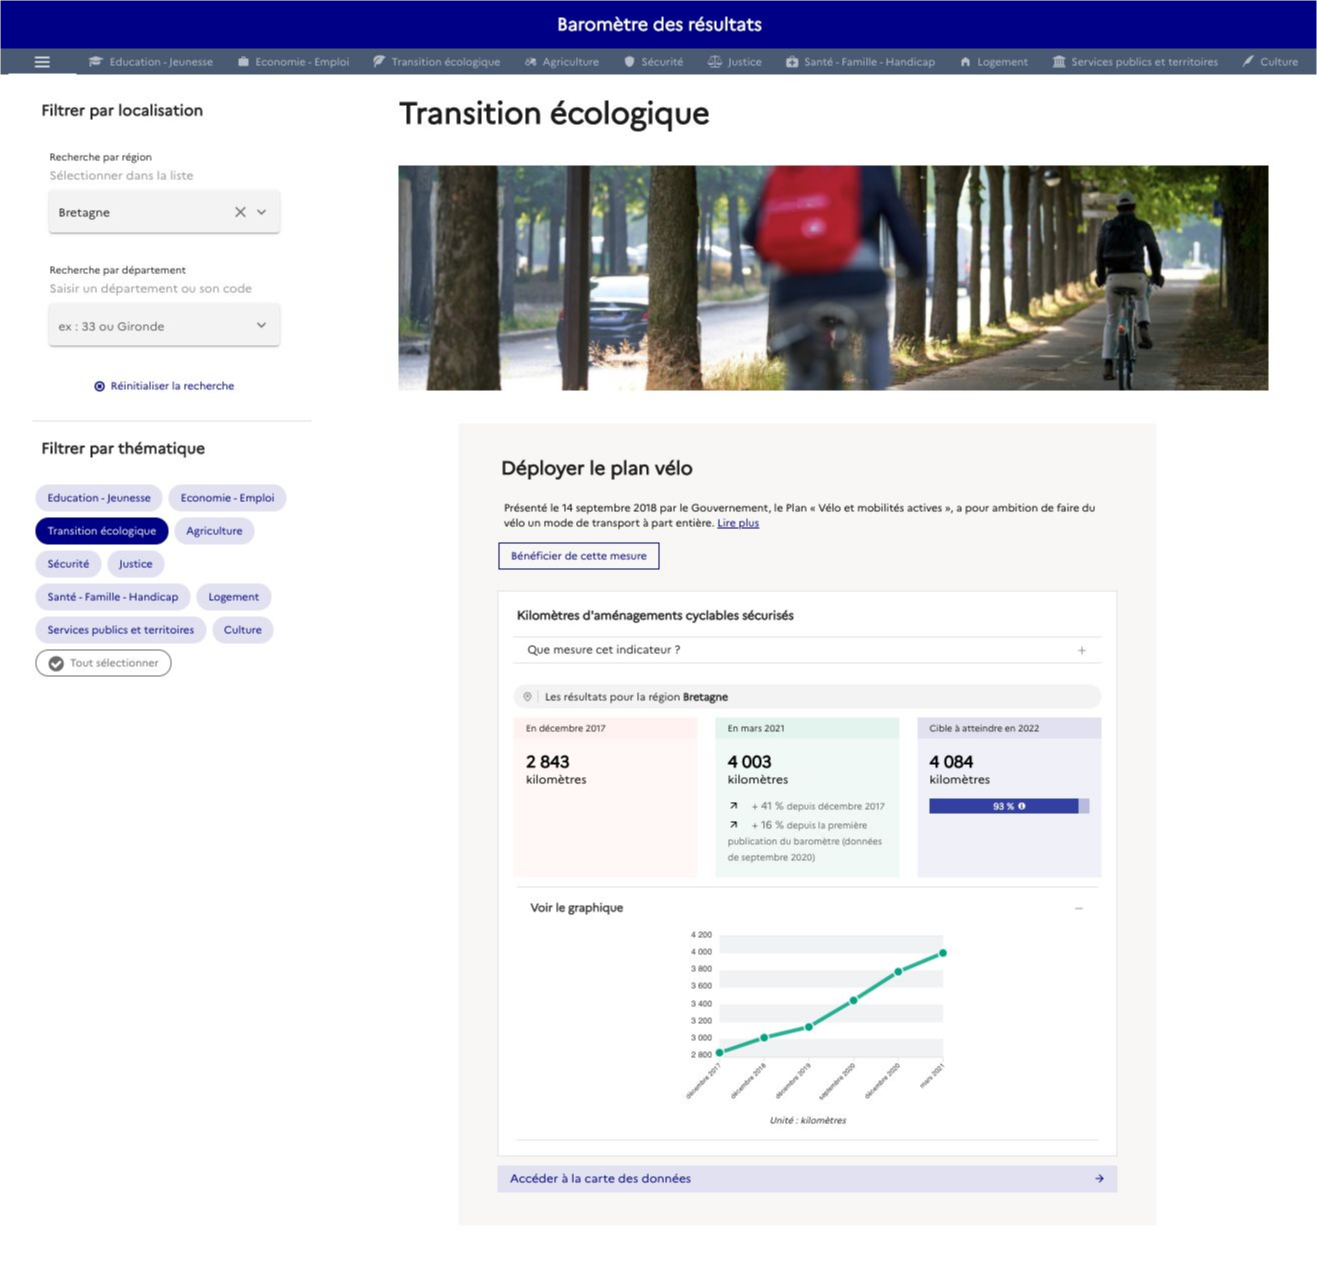 Baromètre des résultats
Education - Jeunesse
Economie - Emploi
Transition écologique
Agriculture
Sécurité
Justice
Santé - Famille - Handicap
Logement
Services publics et territoires
Culture
Filtrer par localisation
Recherche par région
Sélectionner dans la liste
Bretagne
Recherche par département
Saisir un département ou son code
ex : 33 ou Gironde
Réinitialiser la recherche
Filtrer par thématique
Education - Jeunesse
Economie - Emploi
Transition écologique
Agriculture
Sécurité
Justice
Santé - Famille - Handicap
Logement
Services publics et territoires
Culture
Tout sélectionner
Transition écologique
Déployer le plan vélo
Présenté le 14 septembre 2018 par le Gouvernement, le Plan « Vélo et mobilités actives », a pour ambition de faire du
vélo un mode de transport à part entière. Lire plus
Bénéficier de cette mesure
Kilomètres d'aménagements cyclables sécurisés
Que mesure cet indicateur ?
Les résultats pour la région Bretagne
En décembre 2017
2 843
kilomètres
En mars 2021
4 003
kilomètres
+ 41 % depuis décembre 2017
+ 16 % depuis la première
publication du baromètre (données
de septembre 2020)
Cible à atteindre en 2022
4 084
kilomètres
93 %
Voir le graphique
4 200
4 000
3 800
3 600
3 400
3 200
3 000
2 800
décembre 2017
décembre 2018
décembre 2019
septembre 2020
décembre 2020
mars 2021
Unité : kilomètres
Accéder à la carte des données